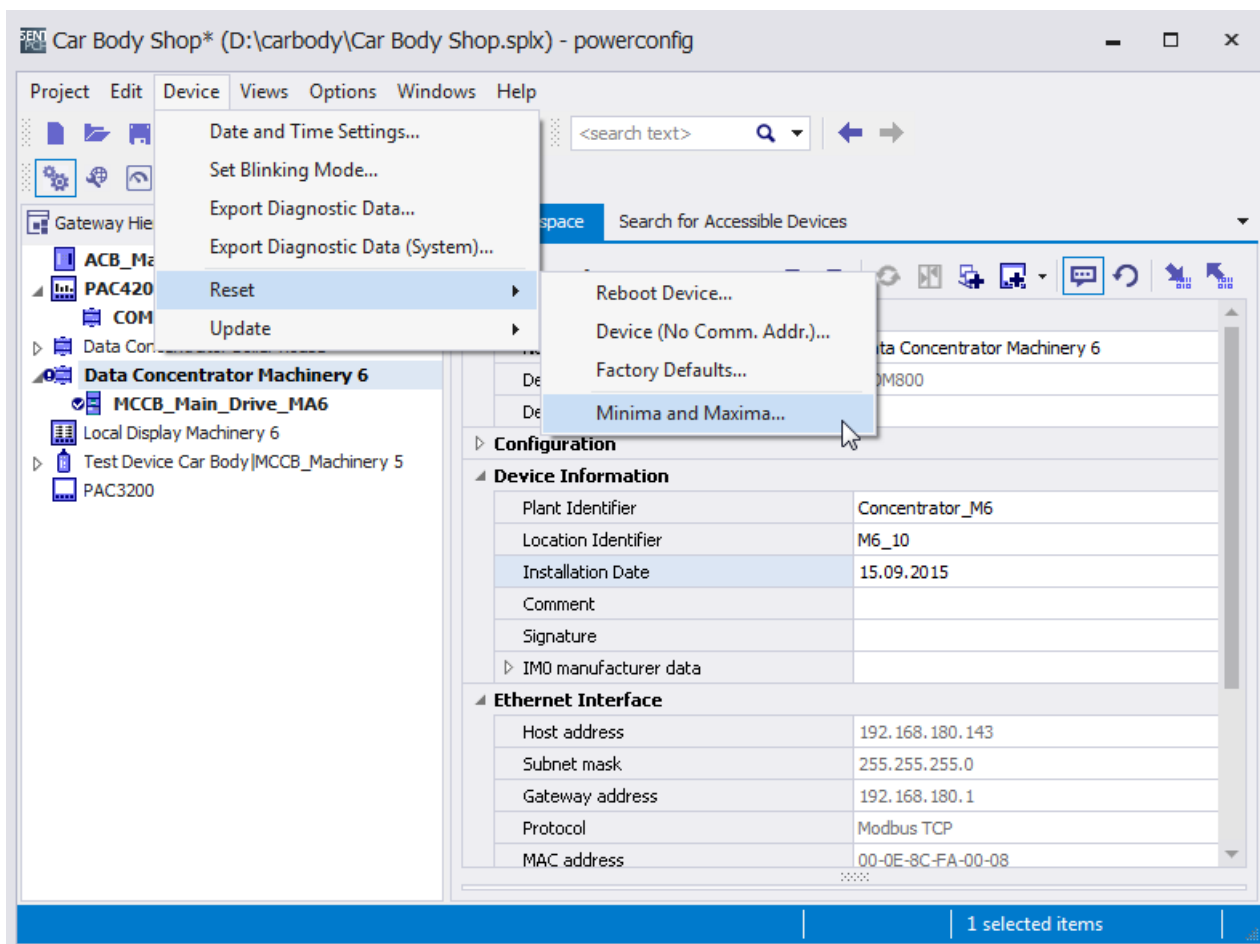 SENT
Car Body Shop* (D:\carbody\Car Body Shop.splx) - powerconfig
Project Edit Device Views Options Windows Help
Date and Time Settings...
Set Blinking Mode...
Export Diagnostic Data...
Export Diagnostic Data (System)...
Reset
Update
<search text>
Reboot Device...
Device (No Comm. Addr.)...
Factory Defaults...
Minima and Maxima...
Gateway Hie
ACB_Ma
PAC420
COM
Data Con
Data Concentrator Machinery 6
MCCB_Main_Drive_MA6
Local Display Machinery 6
Test Device Car Body|MCCB_Machinery 5
PAC3200
space Search for Accessible Devices
ta Concentrator Machinery 6
De M800
De
Configuration
Device Information
Plant Identifier Concentrator_M6
Location Identifier M6_10
Installation Date 15.09.2015
Comment
Signature
IM0 manufacturer data
Ethernet Interface
Host address 192.168.180.143
Subnet mask 255.255.255.0
Gateway address 192.168.180.1
Protocol Modbus TCP
MAC address 00-0E-8C-FA-00-08
1 selected items